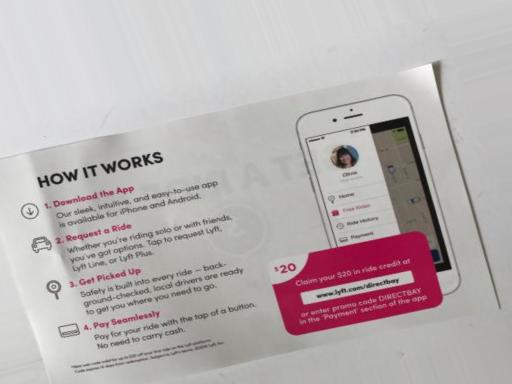 HOW IT WORKS
1. Download the App
Our sleek, intuitive, and easy-to-use app
is available for iPhone and Android.
2. Request a Ride
Whether you're riding solo or with friends,
you've got options. Tap to request Lyft,
Lyft Line, or Lyft Plus.
3. Get Picked Up
Safety is built into every ride — back-
ground-checked, local drivers are ready
to get you where you need to go.
4. Pay Seamlessly
Pay for your ride with the tap of a button.
No need to carry cash.
Olivia
Home
Free Rides
Ride History
Payment
$20
Claim your $20 in ride credit at
www.lyft.com/directbay
or enter promo code DIRECTBAY
in the 'Payment' section of the app